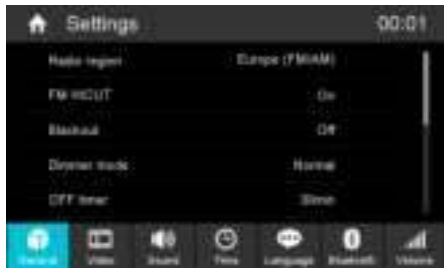 Settings 00:01
Radio region Europe (FM/AM)
FM HICUT On
Blackout Off
Dimmer mode Normal
OFF timer 30min
General Video Sound Time Language Bluetooth Volume